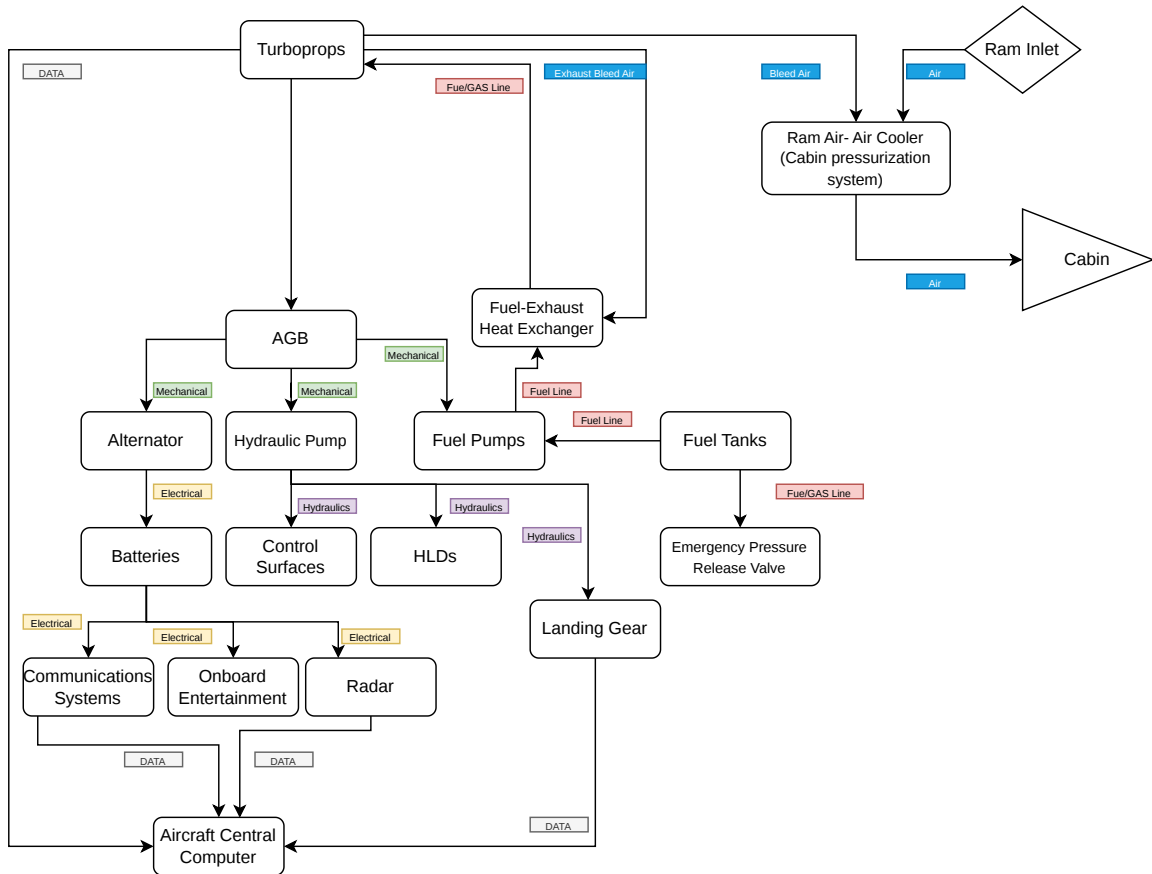 Turboprops
Ram Inlet
DATA
Exhaust Bleed Air
Bleed Air
Air
Fue/GAS Line
Ram Air- Air Cooler
(Cabin pressurization
system)
Cabin
Air
Fuel-Exhaust
Heat Exchanger
AGB
Mechanical
Mechanical
Mechanical
Fuel Line
Fuel Line
Alternator
Hydraulic Pump
Fuel Pumps
Fuel Tanks
Electrical
Hydraulics
Hydraulics
Hydraulics
Fue/GAS Line
Batteries
Control
Surfaces
HLDs
Emergency Pressure
Release Valve
Landing Gear
Electrical
Electrical
Electrical
Communications
Systems
Onboard
Entertainment
Radar
DATA
DATA
DATA
Aircraft Central
Computer